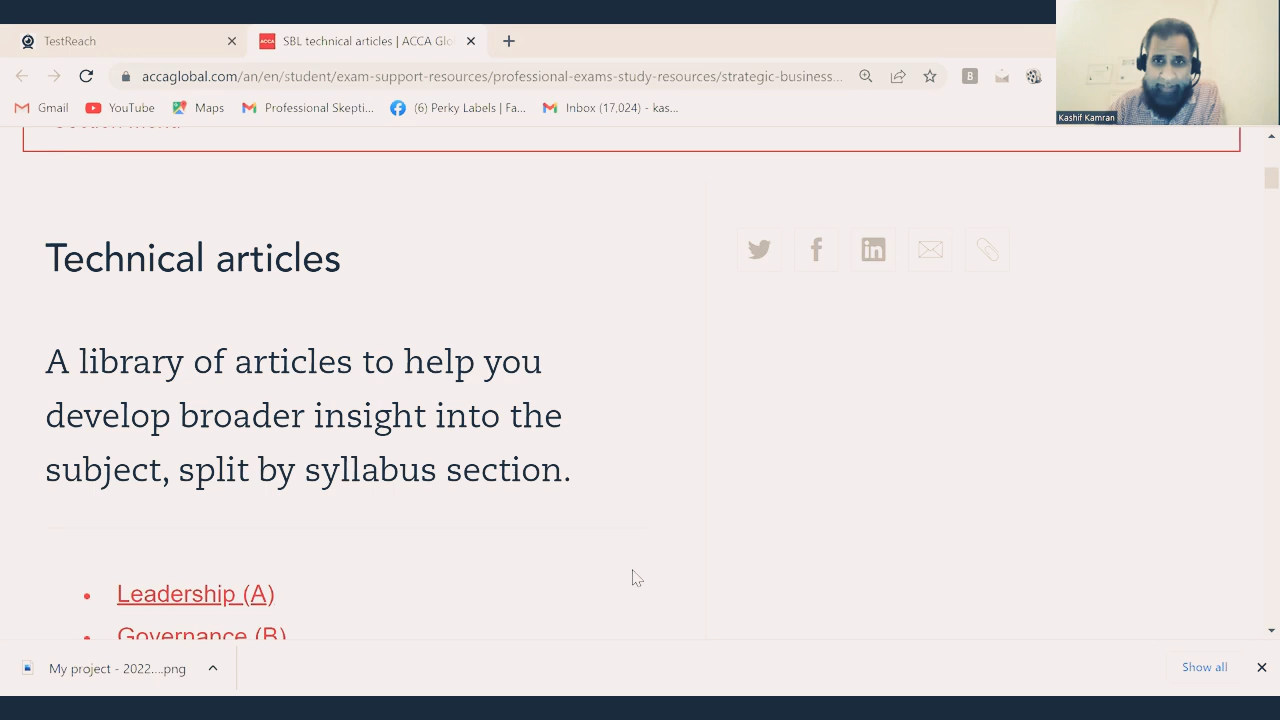 TestReach
ACCA
SBL technical articles | ACCA Glo
accaglobal.com/an/en/student/exam-support-resources/professional-exams-study-resources/strategic-business...
B
Gmail
YouTube
Maps
Professional Skepti...
(6) Perky Labels | Fa...
Inbox (17,024) - kas...
Kashif Kamran
Technical articles
A library of articles to help you
develop broader insight into the
subject, split by syllabus section.
Leadership (A)
Governance (B)
My project - 2022....png
Show all